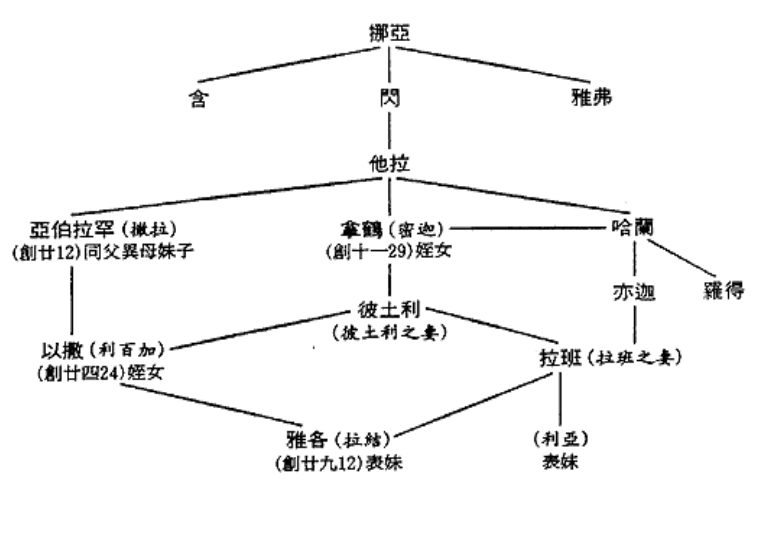 挪亞
含
閃
雅弗
他拉
亞伯拉罕 (撒拉)
(創廿12) 同父異母妹子
拿鶴 (密迦)
(創十一29) 姪女
哈蘭
亦迦
羅得
彼土利
(彼土利之妻)
以撒 (利百加)
(創廿四24) 姪女
拉班 (拉班之妻)
雅各 (拉結)
(創廿九12) 表妹
(利亞)
表妹